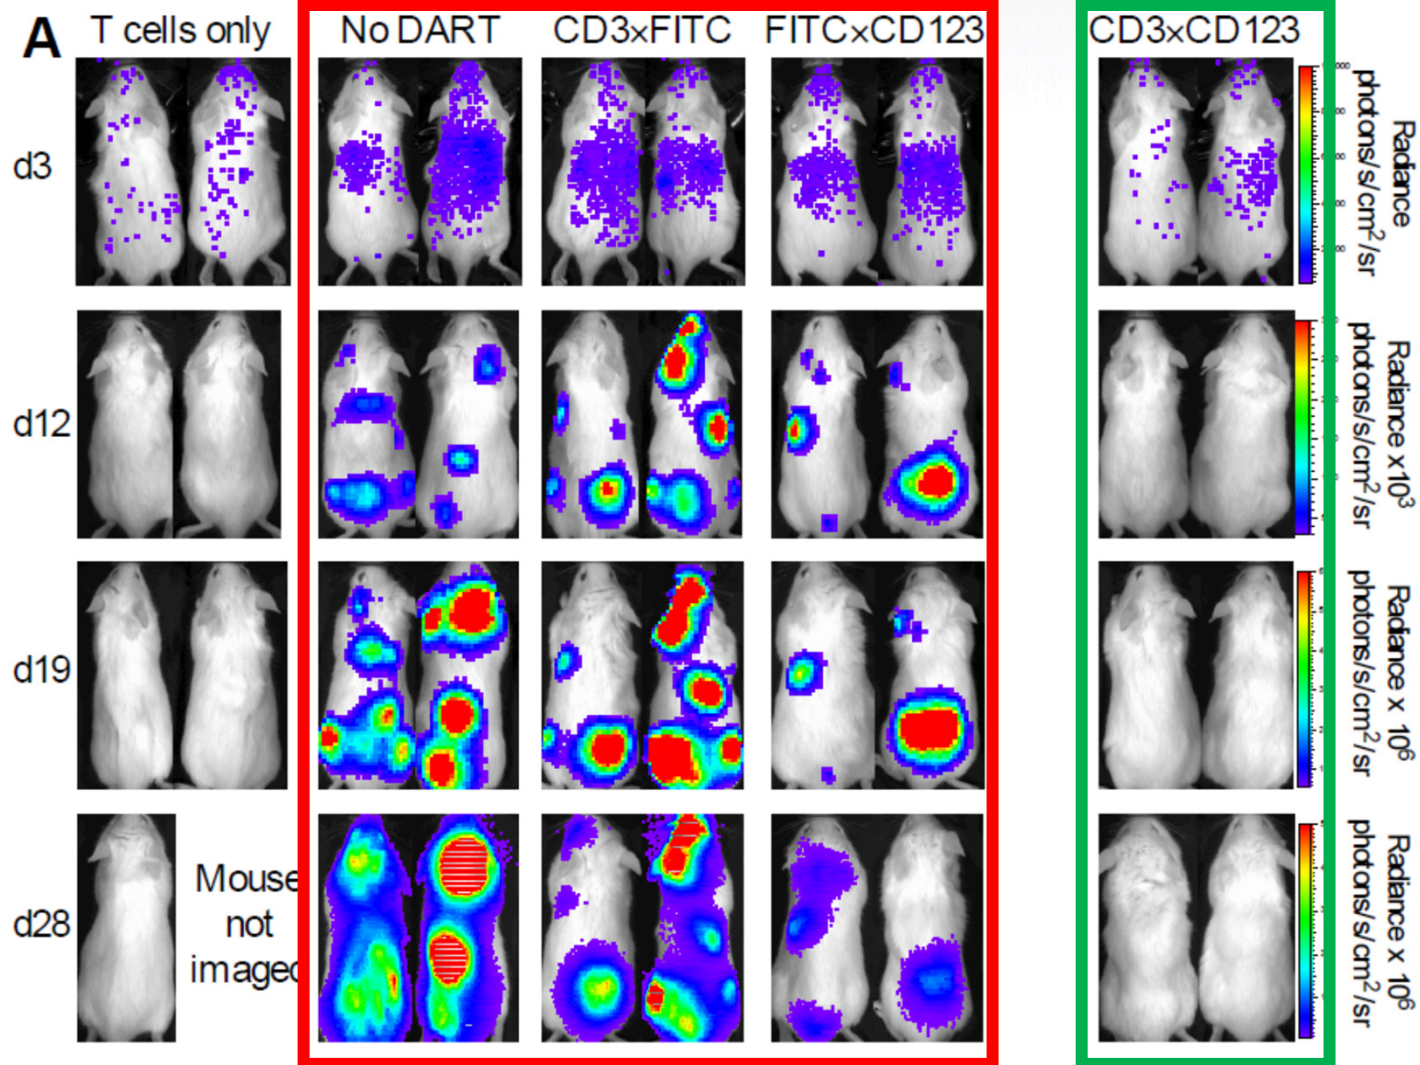 A
T cells only
No DART
CD3×FITC
FITC×CD123
CD3×CD123
d3
Radiance
photons/s/cm²/sr
d12
Radiance x10³
photons/s/cm²/sr
d19
Radiance x 10⁶
photons/s/cm²/sr
d28
Mouse
not
imaged
Radiance x 10⁶
photons/s/cm²/sr